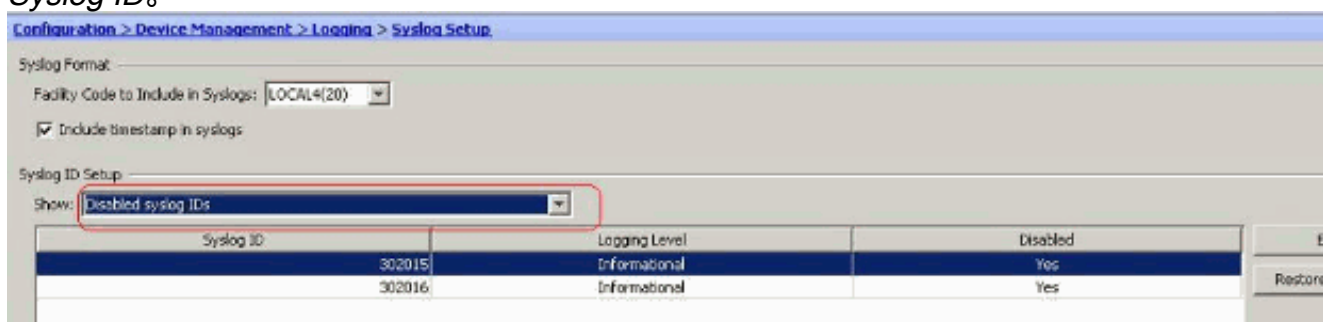 Syslog ID。
Configuration > Device Management > Logging > Syslog Setup
Syslog Format
Facility Code to Include in Syslogs: LOCAL4(20)
Include timestamp in syslogs
Syslog ID Setup
Show: Disabled syslog IDs
Syslog ID Logging Level Disabled
302015 Informational Yes
302016 Informational Yes
Restore